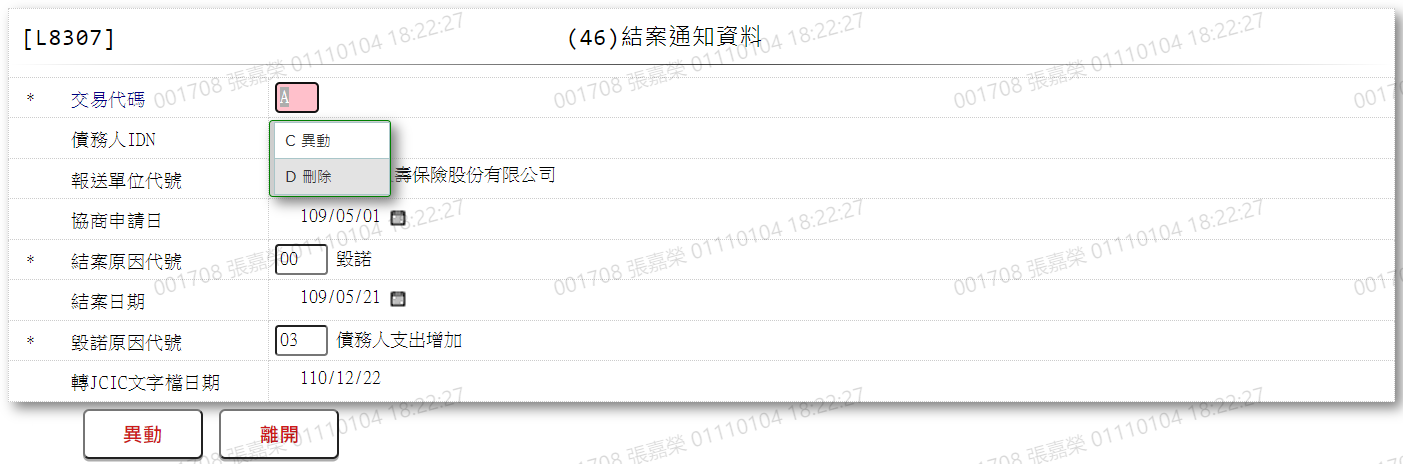 [L8307] (46)結案通知資料
* 交易代碼 A
債務人IDN
C 異動
D 刪除
報送單位代號 壽保險股份有限公司
協商申請日 109/05/01
* 結案原因代號 00 毀諾
結案日期 109/05/21
* 毀諾原因代號 03 債務人支出增加
轉JCIC文字檔日期 110/12/22
異動 離開
001708 張嘉榮 01110104 18:22:27